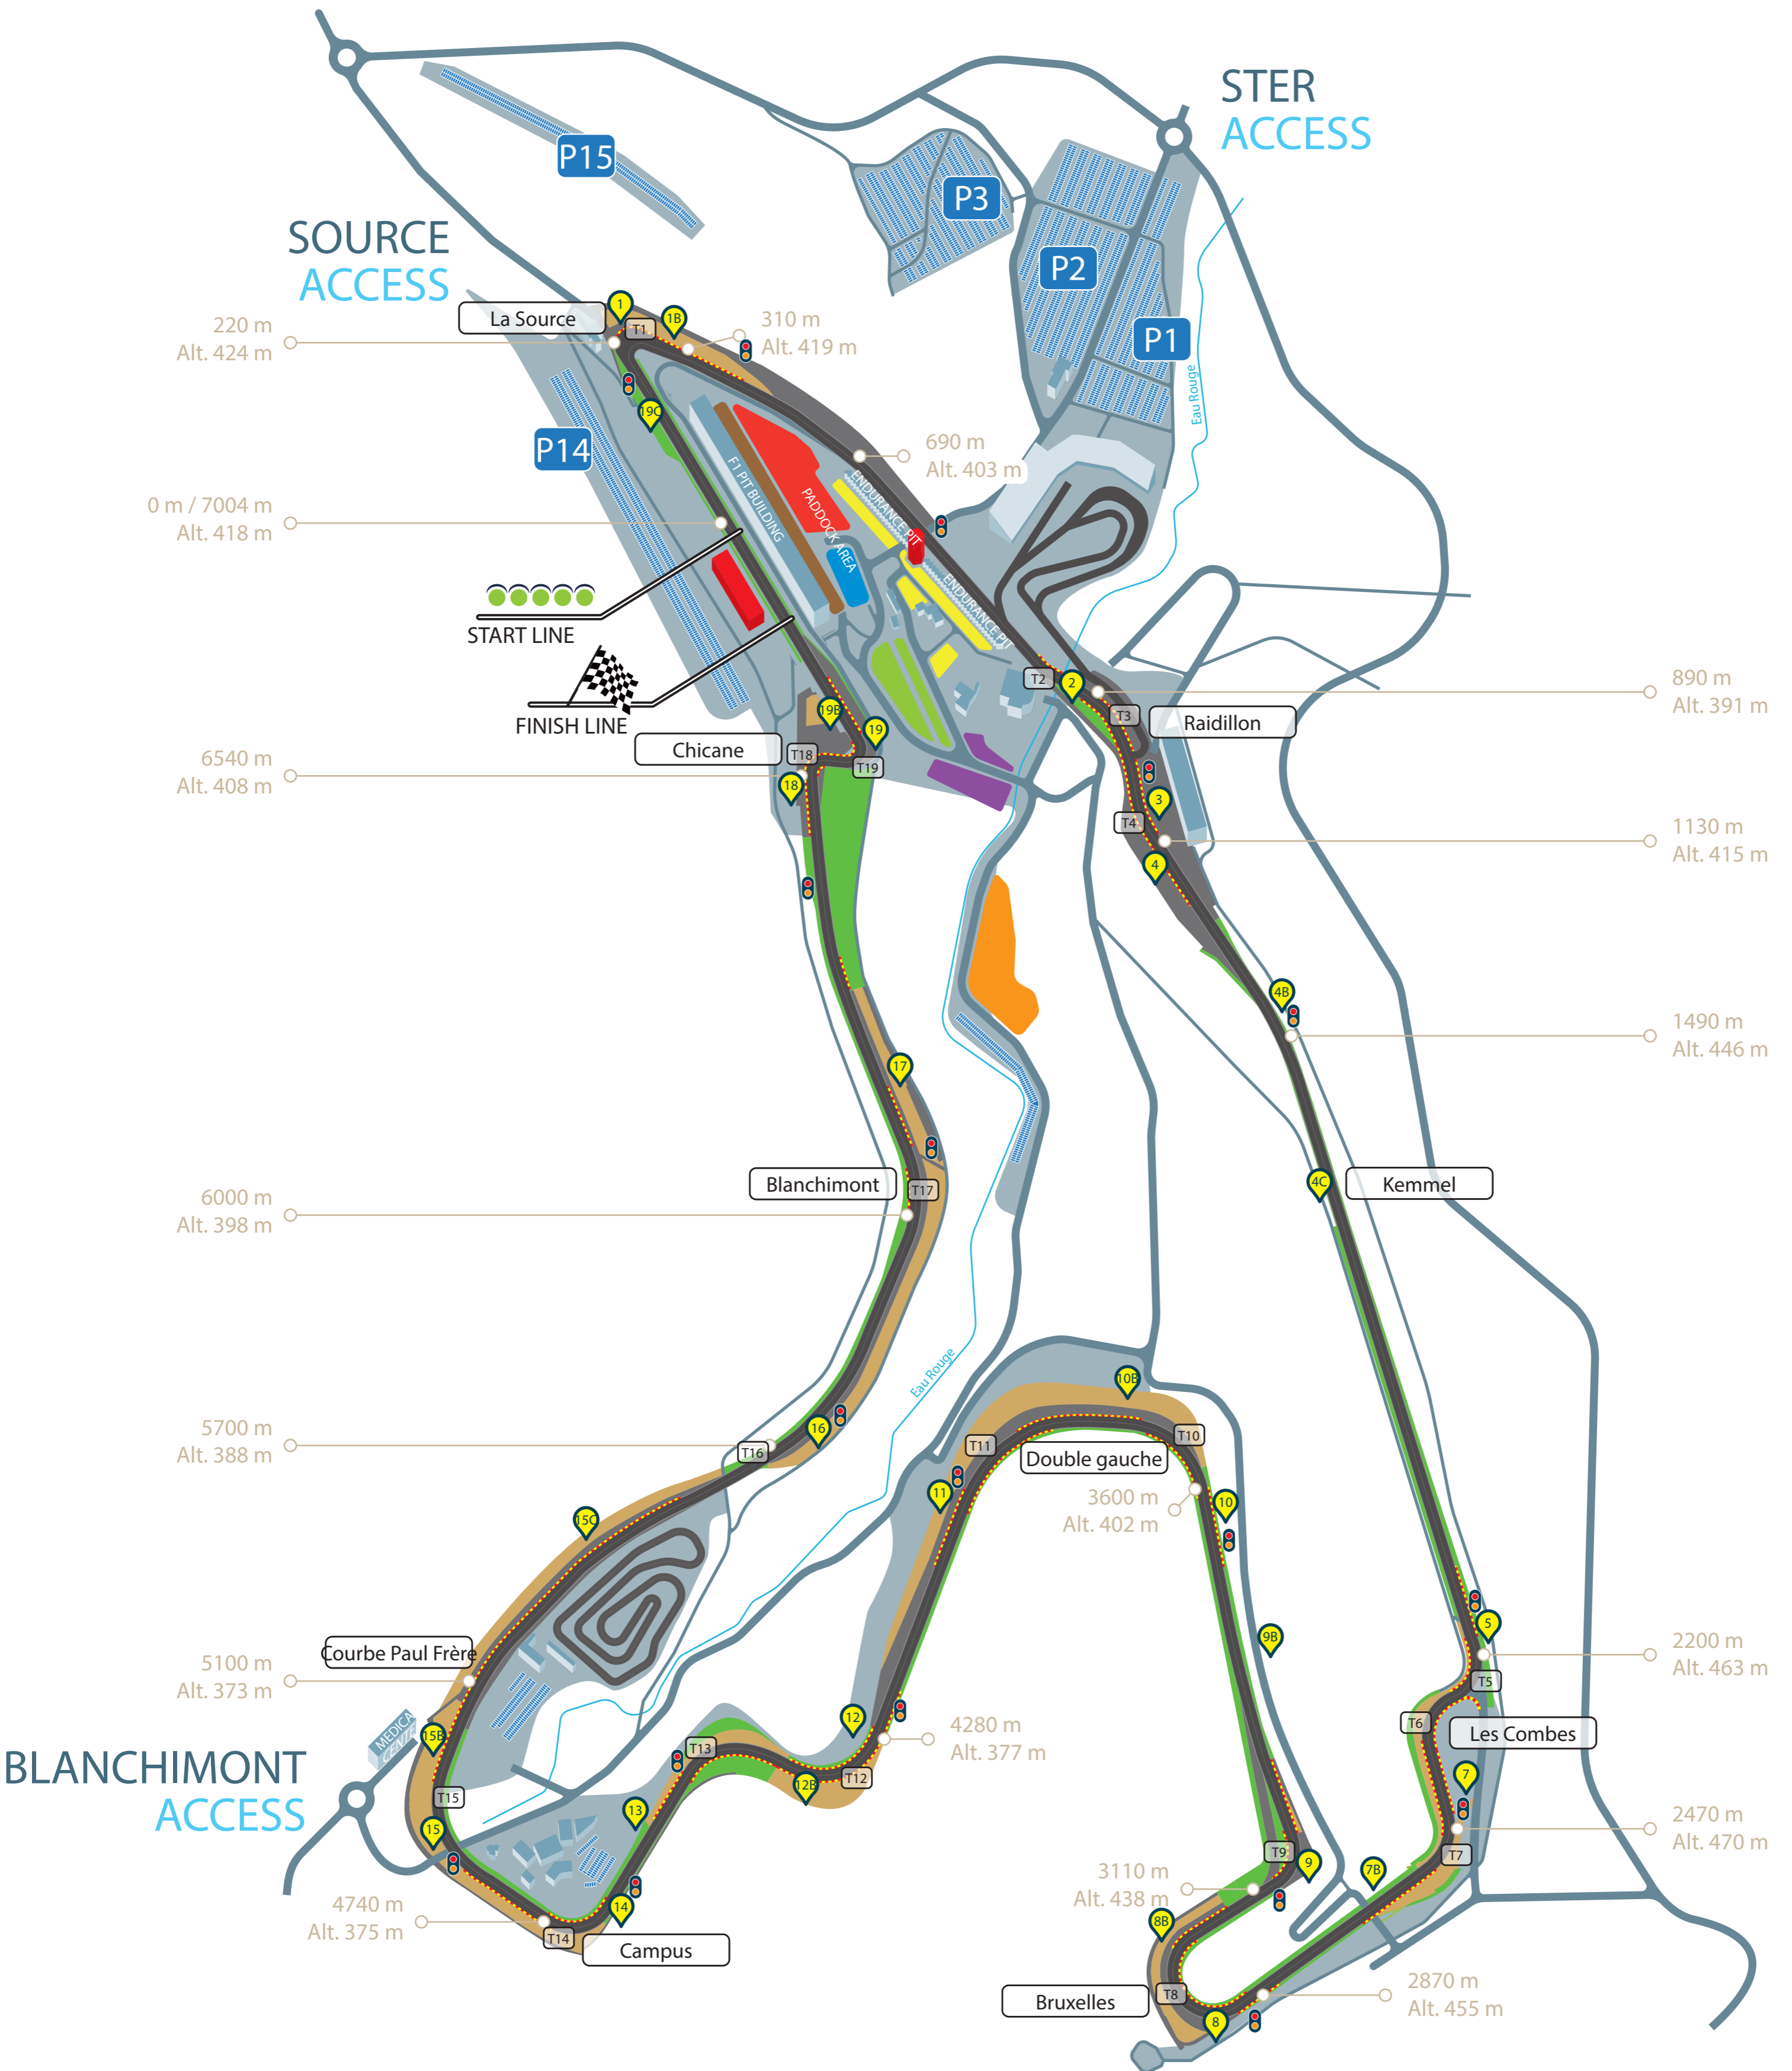 STER
ACCESS
P15
P3
P2
P1
SOURCE
ACCESS
La Source
1
T1
1B
220 m
Alt. 424 m
310 m
Alt. 419 m
19C
P14
690 m
Alt. 403 m
Eau Rouge
F1 PIT BUILDING
PADDOCK AREA
ENDURANCE PIT
ENDURANCE PIT
0 m / 7004 m
Alt. 418 m
START LINE
FINISH LINE
T2
2
T3
Raidillon
890 m
Alt. 391 m
19B
19
Chicane
T18
T19
18
6540 m
Alt. 408 m
3
T4
4
1130 m
Alt. 415 m
4B
1490 m
Alt. 446 m
17
Blanchimont
T17
4C
Kemmel
6000 m
Alt. 398 m
Eau Rouge
10B
16
T16
5700 m
Alt. 388 m
T11
T10
Double gauche
11
10
3600 m
Alt. 402 m
15C
9B
5
2200 m
Alt. 463 m
T5
Courbe Paul Frère
5100 m
Alt. 373 m
MEDICA
CENT
15B
12
T6
Les Combes
4280 m
Alt. 377 m
T13
T12
12B
7
BLANCHIMONT
ACCESS
T15
15
13
2470 m
Alt. 470 m
T7
T9
9
7B
3110 m
Alt. 438 m
4740 m
Alt. 375 m
14
T14
Campus
8B
T8
Bruxelles
8
2870 m
Alt. 455 m